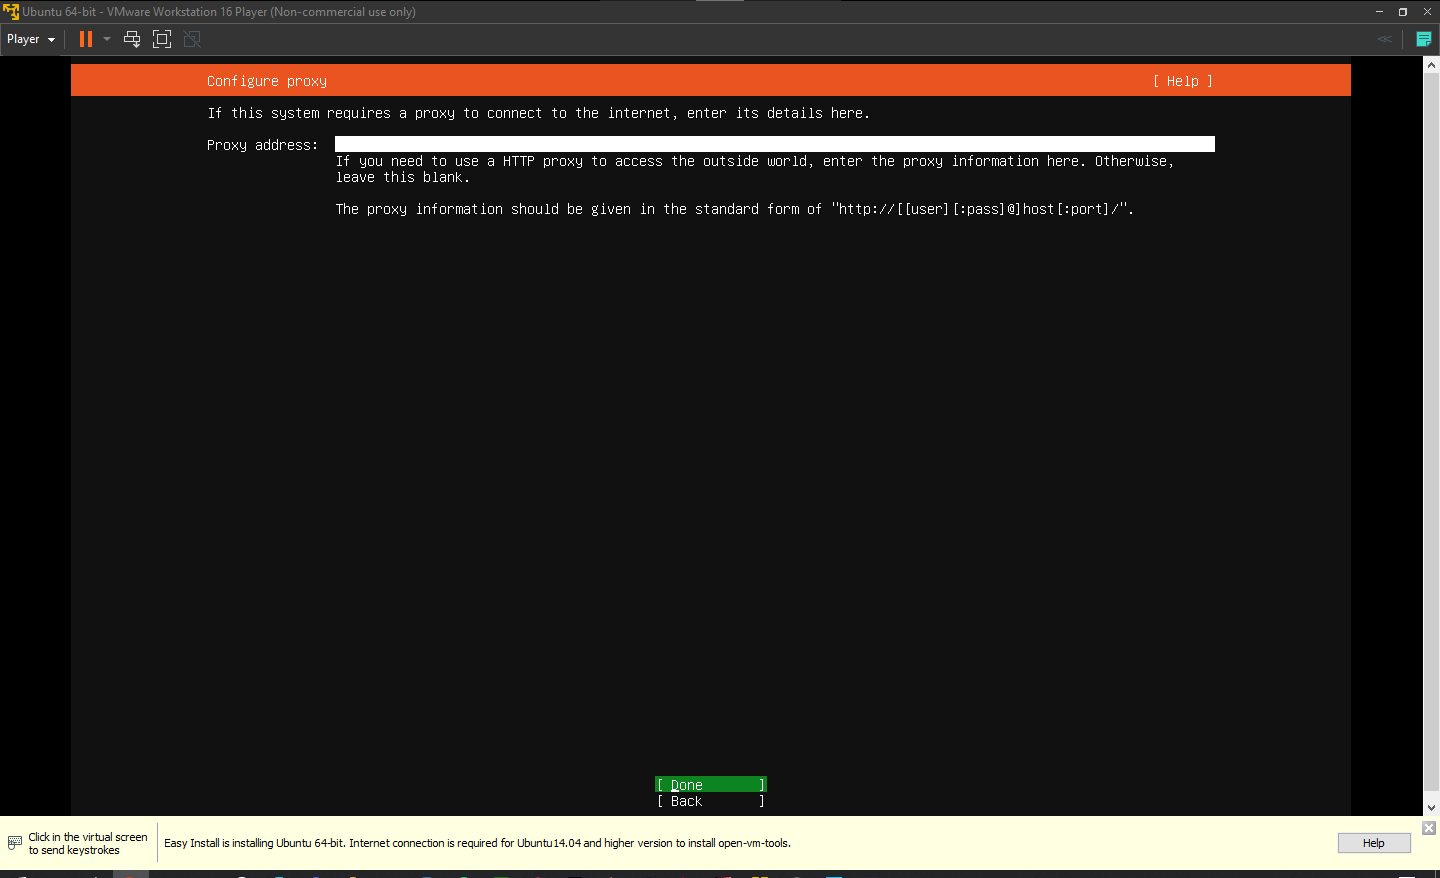 Ubuntu 64-bit - VMware Workstation 16 Player (Non-commercial use only)
Player
Configure proxy [ Help ]
If this system requires a proxy to connect to the internet, enter its details here.
Proxy address:
If you need to use a HTTP proxy to access the outside world, enter the proxy information here. Otherwise,
leave this blank.
The proxy information should be given in the standard form of "http://[[user][:pass]@]host[:port]/".
[ Done ]
[ Back ]
Click in the virtual screen
to send keystrokes
Easy Install is installing Ubuntu 64-bit. Internet connection is required for Ubuntu14.04 and higher version to install open-vm-tools.
Help